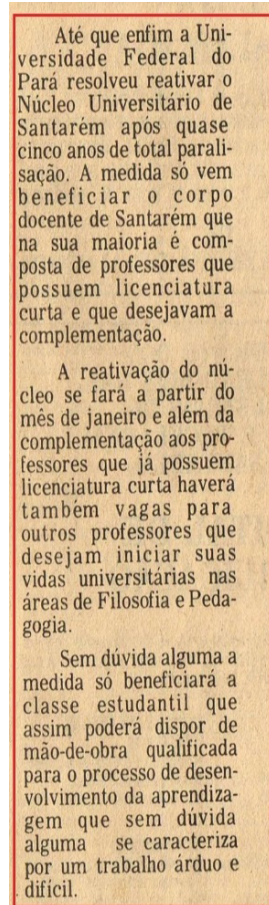 Até que enfim a Uni-
versidade Federal do
Pará resolveu reativar o
Núcleo Universitário de
Santarém após quase
cinco anos de total parali-
sação. A medida só vem
beneficiar o corpo
docente de Santarém que
na sua maioria é com-
posta de professores que
possuem licenciatura
curta e que desejavam a
complementação.
A reativação do nú-
cleo se fará a partir do
mês de janeiro e além da
complementação aos pro-
fessores que já possuem
licenciatura curta haverá
também vagas para
outros professores que
desejam iniciar suas
vidas universitárias nas
áreas de Filosofia e Peda-
gogia.
Sem dúvida alguma a
medida só beneficiará a
classe estudantil que
assim poderá dispor de
mão-de-obra qualificada
para o processo de desen-
volvimento da aprendiza-
gem que sem dúvida
alguma se caracteriza
por um trabalho árduo e
difícil.